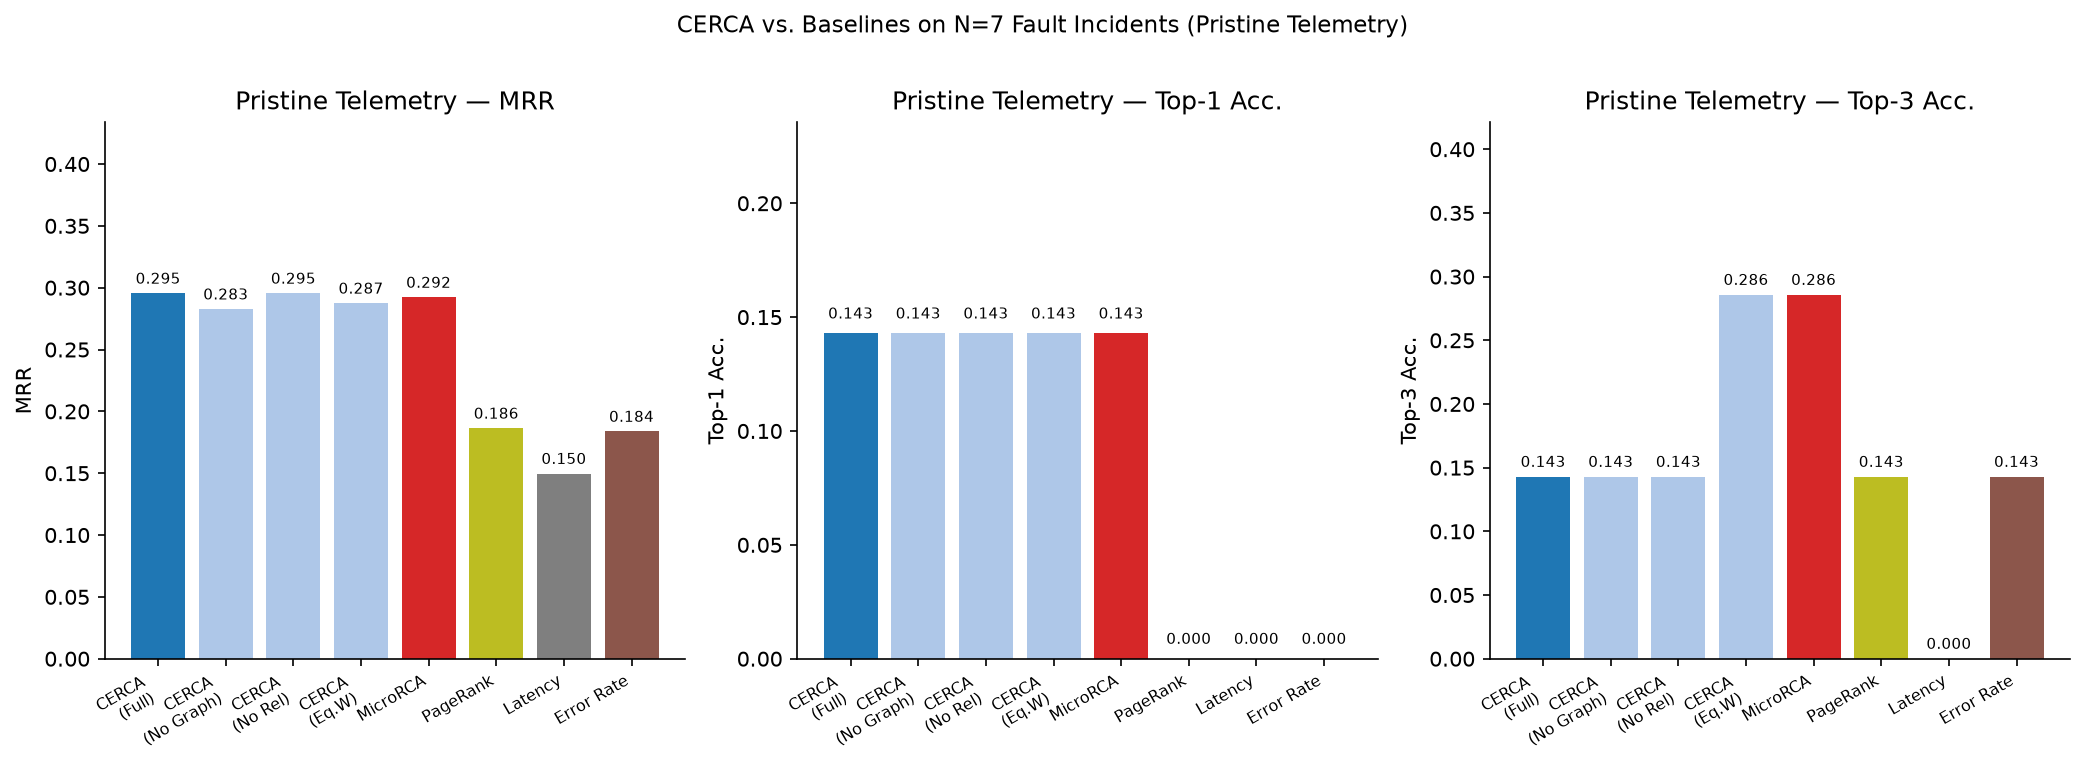 CERCA vs. Baselines on N=7 Fault Incidents (Pristine Telemetry)
Pristine Telemetry — MRR
MRR
0.40
0.35
0.30
0.25
0.20
0.15
0.10
0.05
0.00
0.295
0.283
0.295
0.287
0.292
0.186
0.150
0.184
CERCA
(Full)
CERCA
(No Graph)
CERCA
(No Rel)
CERCA
(Eq.W)
MicroRCA
PageRank
Latency
Error Rate
Pristine Telemetry — Top-1 Acc.
Top-1 Acc.
0.20
0.15
0.10
0.05
0.00
0.143
0.143
0.143
0.143
0.143
0.000
0.000
0.000
CERCA
(Full)
CERCA
(No Graph)
CERCA
(No Rel)
CERCA
(Eq.W)
MicroRCA
PageRank
Latency
Error Rate
Pristine Telemetry — Top-3 Acc.
Top-3 Acc.
0.40
0.35
0.30
0.25
0.20
0.15
0.10
0.05
0.00
0.143
0.143
0.143
0.286
0.286
0.143
0.000
0.143
CERCA
(Full)
CERCA
(No Graph)
CERCA
(No Rel)
CERCA
(Eq.W)
MicroRCA
PageRank
Latency
Error Rate